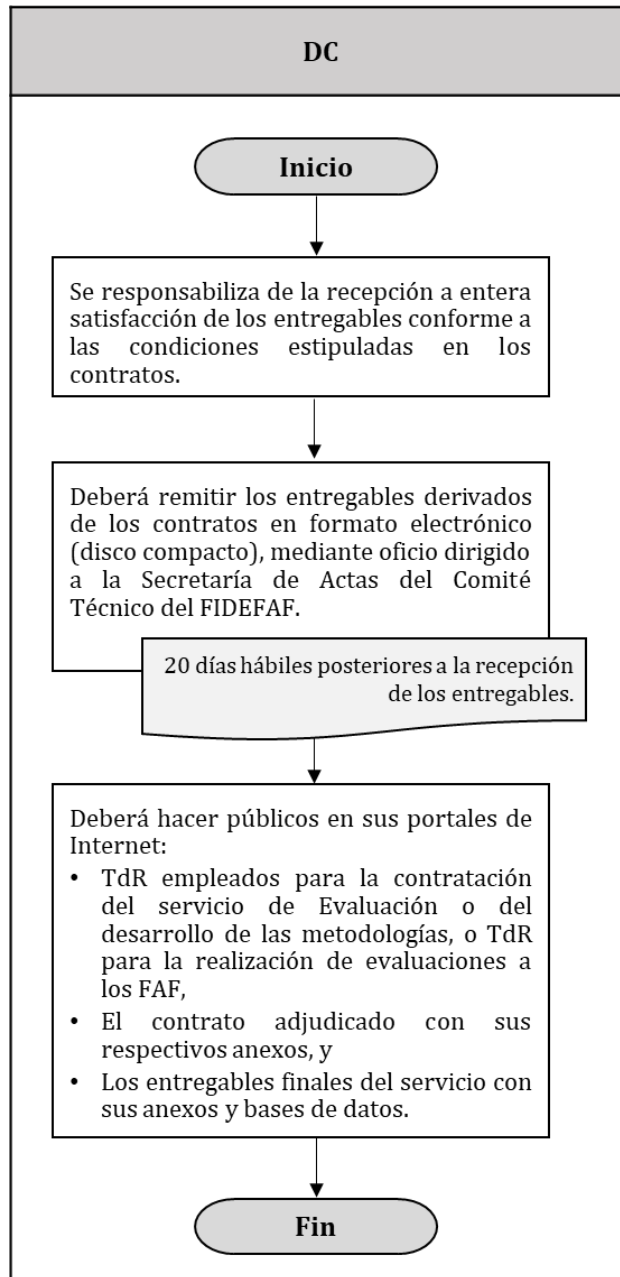 DC
Inicio
Se responsabiliza de la recepción a entera
satisfacción de los entregables conforme a
las condiciones estipuladas en los
contratos.
Deberá remitir los entregables derivados
de los contratos en formato electrónico
(disco compacto), mediante oficio dirigido
a la Secretaría de Actas del Comité
Técnico del FIDEFAF.
20 días hábiles posteriores a la recepción
de los entregables.
Deberá hacer públicos en sus portales de
Internet:
• TdR empleados para la contratación
del servicio de Evaluación o del
desarrollo de las metodologías, o TdR
para la realización de evaluaciones a
los FAF,
• El contrato adjudicado con sus
respectivos anexos, y
• Los entregables finales del servicio con
sus anexos y bases de datos.
Fin